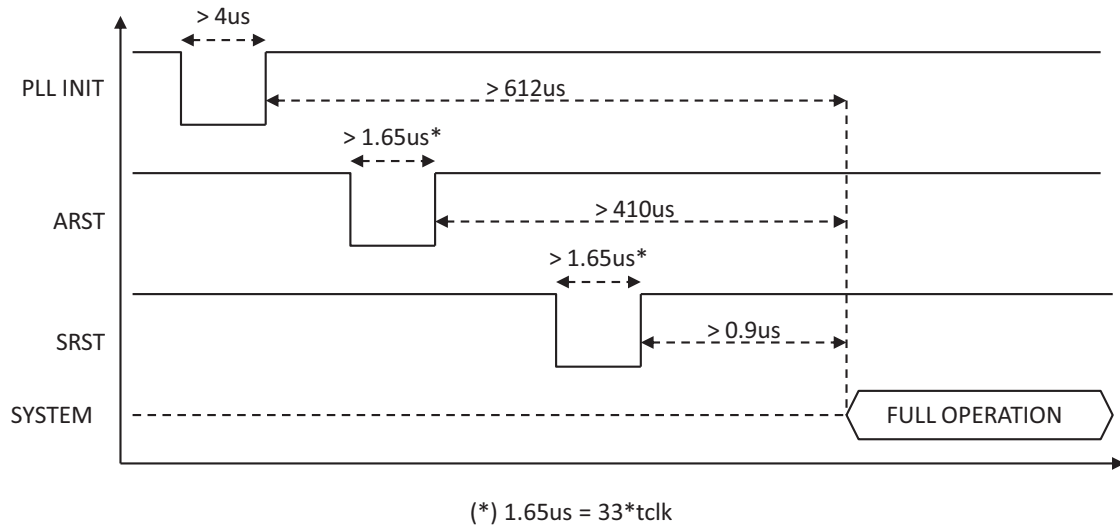 > 4us
PLL INIT
> 612us
> 1.65us*
ARST
> 410us
> 1.65us*
SRST
> 0.9us
SYSTEM
FULL OPERATION
(*) 1.65us = 33*tclk